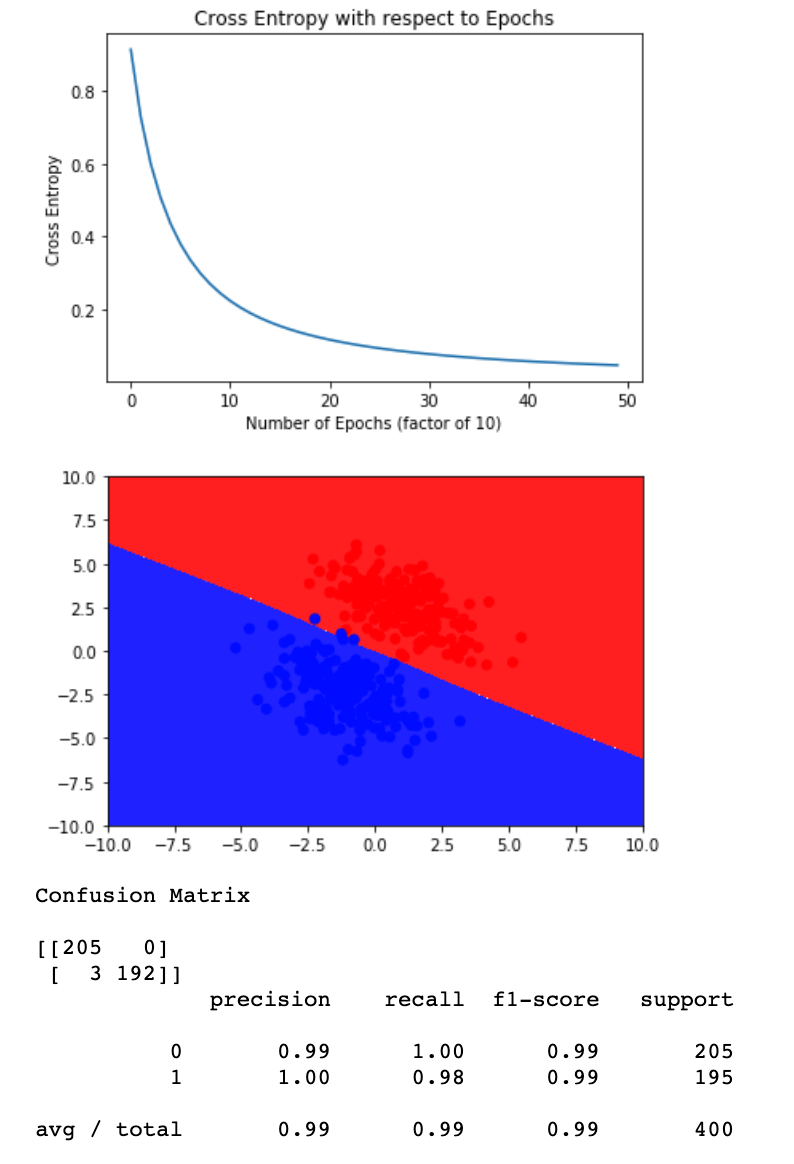 Cross Entropy with respect to Epochs
0.8
0.6
0.4
0.2
Cross Entropy
0 10 20 30 40 50
Number of Epochs (factor of 10)
10.0
7.5
5.0
2.5
0.0
−2.5
−5.0
−7.5
−10.0
−10.0 −7.5 −5.0 −2.5 0.0 2.5 5.0 7.5 10.0
Confusion Matrix
[[205 0]
[ 3 192]]
precision recall f1-score support
0 0.99 1.00 0.99 205
1 1.00 0.98 0.99 195
avg / total 0.99 0.99 0.99 400